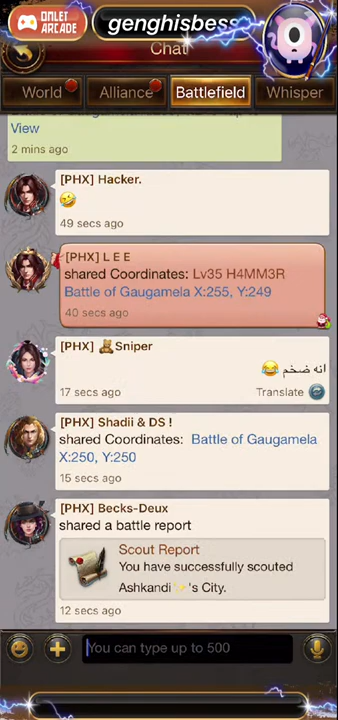 OMLET
ARCADE
genghisbess
Chat
World
Alliance
Battlefield
Whisper
View
2 mins ago
[PHX] Hacker.
🤣
49 secs ago
[PHX] L E E
shared Coordinates: Lv35 H4MM3R
Battle of Gaugamela X:255, Y:249
40 secs ago
[PHX] 🧸Sniper
انه ضخم 😂
17 secs ago
Translate
[PHX] Shadii & DS !
shared Coordinates: Battle of Gaugamela
X:250, Y:250
15 secs ago
[PHX] Becks-Deux
shared a battle report
Scout Report
You have successfully scouted
Ashkandi✨'s City.
12 secs ago
You can type up to 500